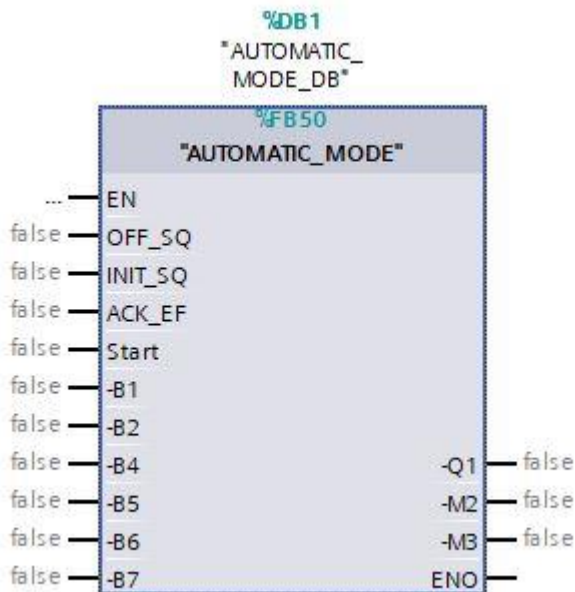 %DB1
"AUTOMATIC_
MODE_DB"
%FB50
"AUTOMATIC_MODE"
... EN
false OFF_SQ
false INIT_SQ
false ACK_EF
false Start
false -B1
false -B2
false -B4 -Q1 false
false -B5 -M2 false
false -B6 -M3 false
false -B7 ENO